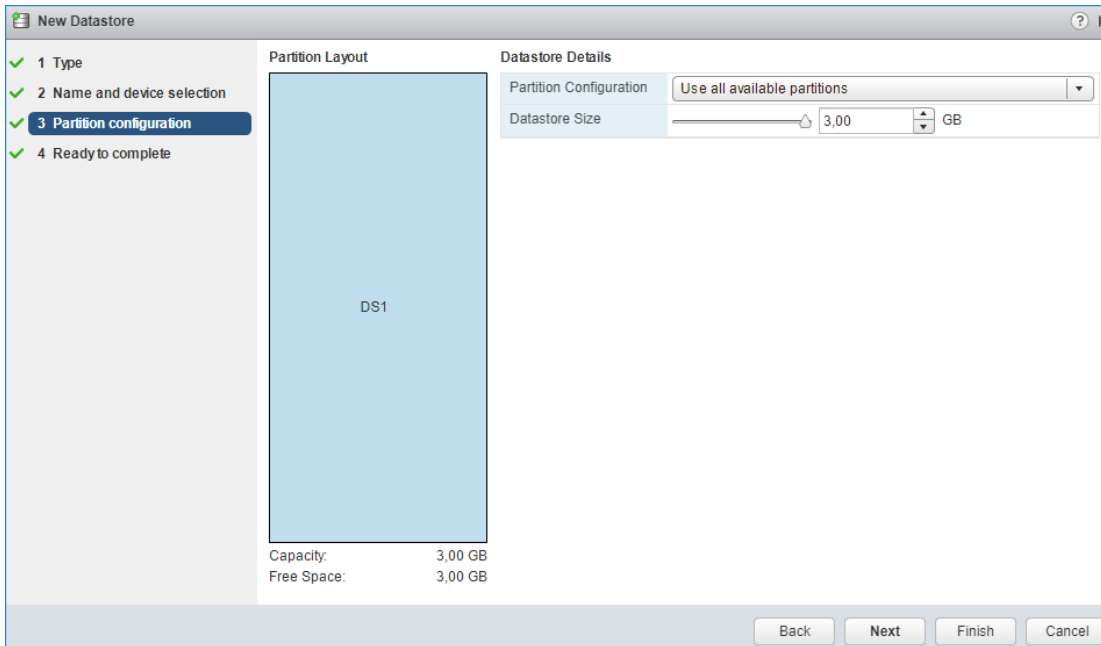 New Datastore
?
1 Type
2 Name and device selection
3 Partition configuration
4 Ready to complete
Partition Layout
DS1
Capacity: 3,00 GB
Free Space: 3,00 GB
Datastore Details
Partition Configuration Use all available partitions
Datastore Size 3,00 GB
Back Next Finish Cancel